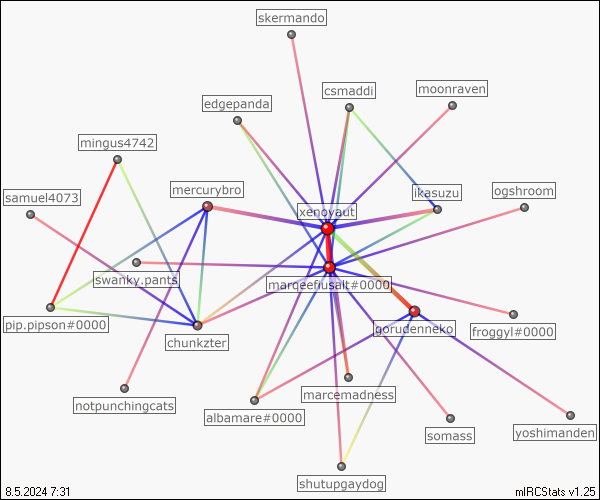 skermando
csmaddi
moonraven
edgepanda
mingus4742
mercurybro
ikasuzu
ogshroom
samuel4073
xenoyaut
swanky.pants
marceefiusalt#0000
pip.pipson#0000
gorudenneko
froggyl#0000
chunkzter
marcemadness
notpunchingcats
albamare#0000
somass
yoshimanden
shutupgaydog
8.5.2024 7:31
mIRCStats v1.25